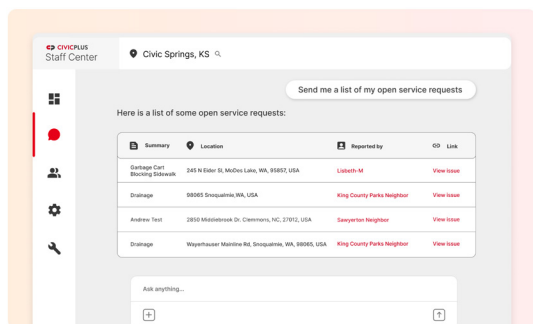 CIVICPLUS
Staff Center
Civic Springs, KS
Send me a list of my open service requests
Here is a list of some open service requests:
Summary Location Reported by Link
Garbage Cart
Blocking Sidewalk
245 N Elder St, MoDes Lake, WA, 95857, USA Lisbeth-M View issue
Drainage 98065 Snoqualmie,WA, USA King County Parks Neighbor View issue
Andrew Test 2850 Middlebrook Dr. Clemmons, NC, 27012, USA Sawyerton Neighbor View issue
Drainage Wayerhauser Mainline Rd, Snoqualmie, WA, 98065, USA King County Parks Neighbor View issue
Ask anything...